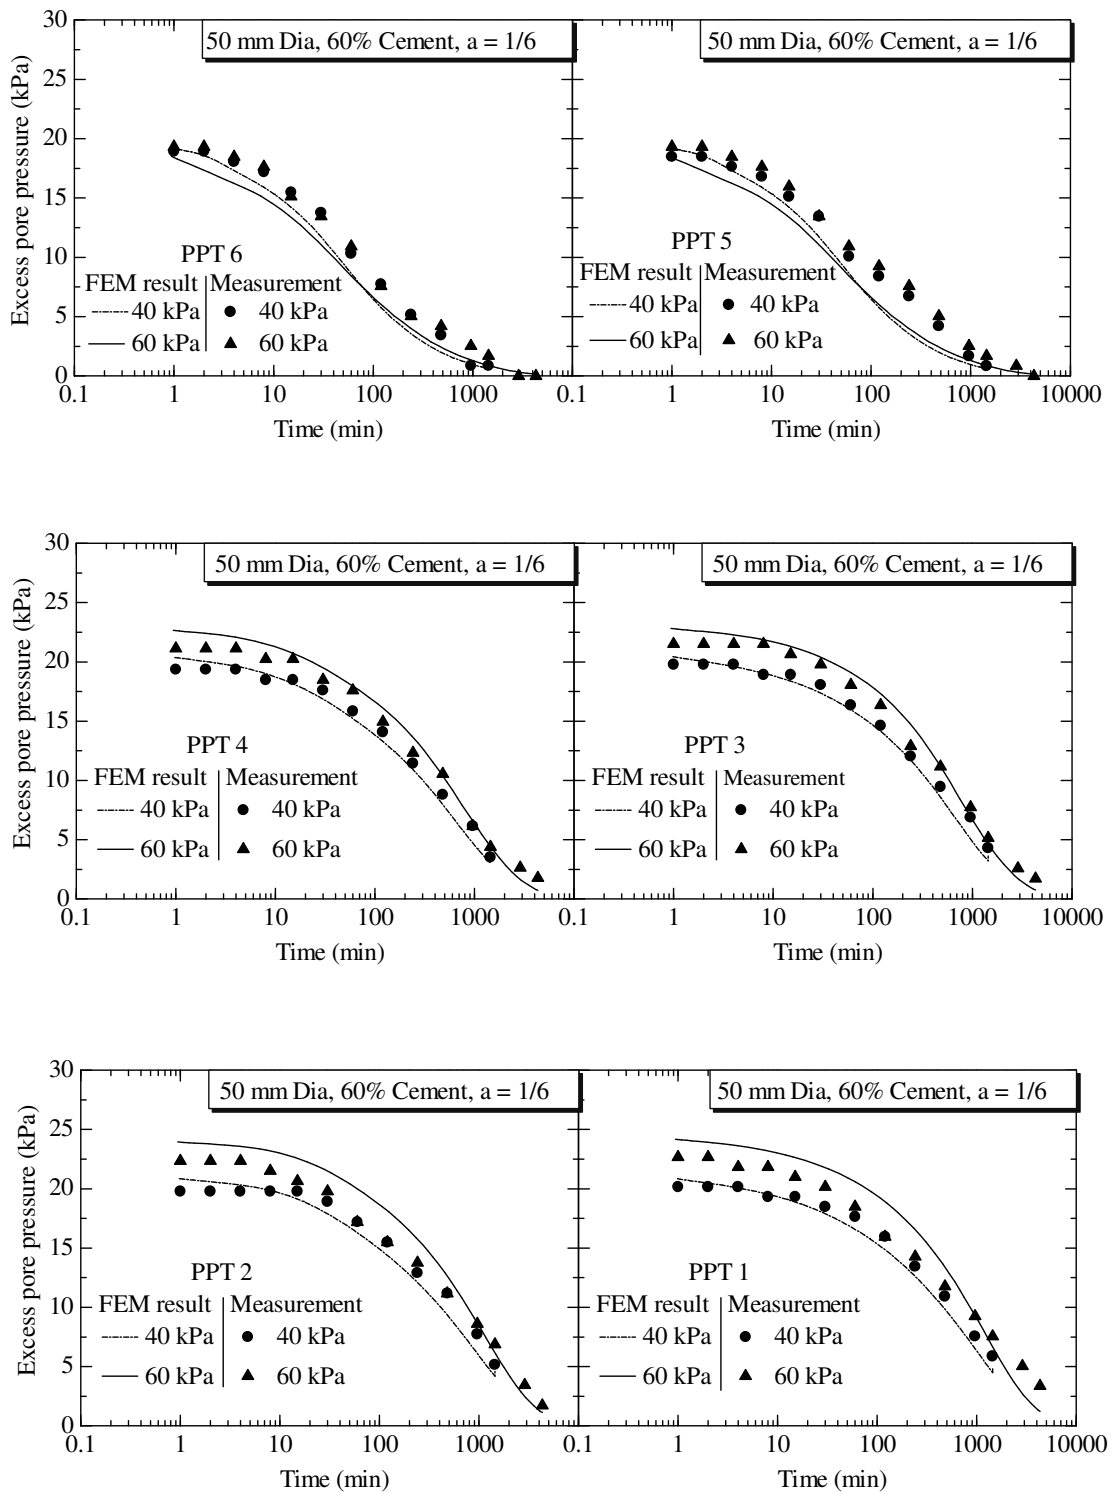 50 mm Dia, 60% Cement, a = 1/6
50 mm Dia, 60% Cement, a = 1/6
Excess pore pressure (kPa)
30
25
20
15
10
5
0
PPT 6
FEM result Measurement
40 kPa 40 kPa
60 kPa 60 kPa
PPT 5
FEM result Measurement
40 kPa 40 kPa
60 kPa 60 kPa
0.1 1 10 100 1000 0.1 1 10 100 1000 10000
Time (min) Time (min)
50 mm Dia, 60% Cement, a = 1/6
50 mm Dia, 60% Cement, a = 1/6
Excess pore pressure (kPa)
30
25
20
15
10
5
0
PPT 4
FEM result Measurement
40 kPa 40 kPa
60 kPa 60 kPa
PPT 3
FEM result Measurement
40 kPa 40 kPa
60 kPa 60 kPa
0.1 1 10 100 1000 0.1 1 10 100 1000 10000
Time (min) Time (min)
50 mm Dia, 60% Cement, a = 1/6
50 mm Dia, 60% Cement, a = 1/6
Excess pore pressure (kPa)
30
25
20
15
10
5
0
PPT 2
FEM result Measurement
40 kPa 40 kPa
60 kPa 60 kPa
PPT 1
FEM result Measurement
40 kPa 40 kPa
60 kPa 60 kPa
0.1 1 10 100 1000 0.1 1 10 100 1000 10000
Time (min) Time (min)